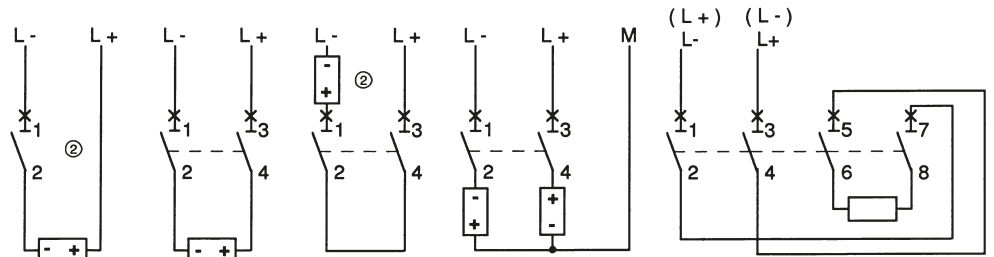 (L+) (L-)
L- L+ L- L+ L- L+ L- L+ M L- L+
- ②
+
1 1 3 1 3 1 3 1 3 5 7
②
2 2 4 2 4 2 4 2 4 6 8
- +
+ -
- + - +